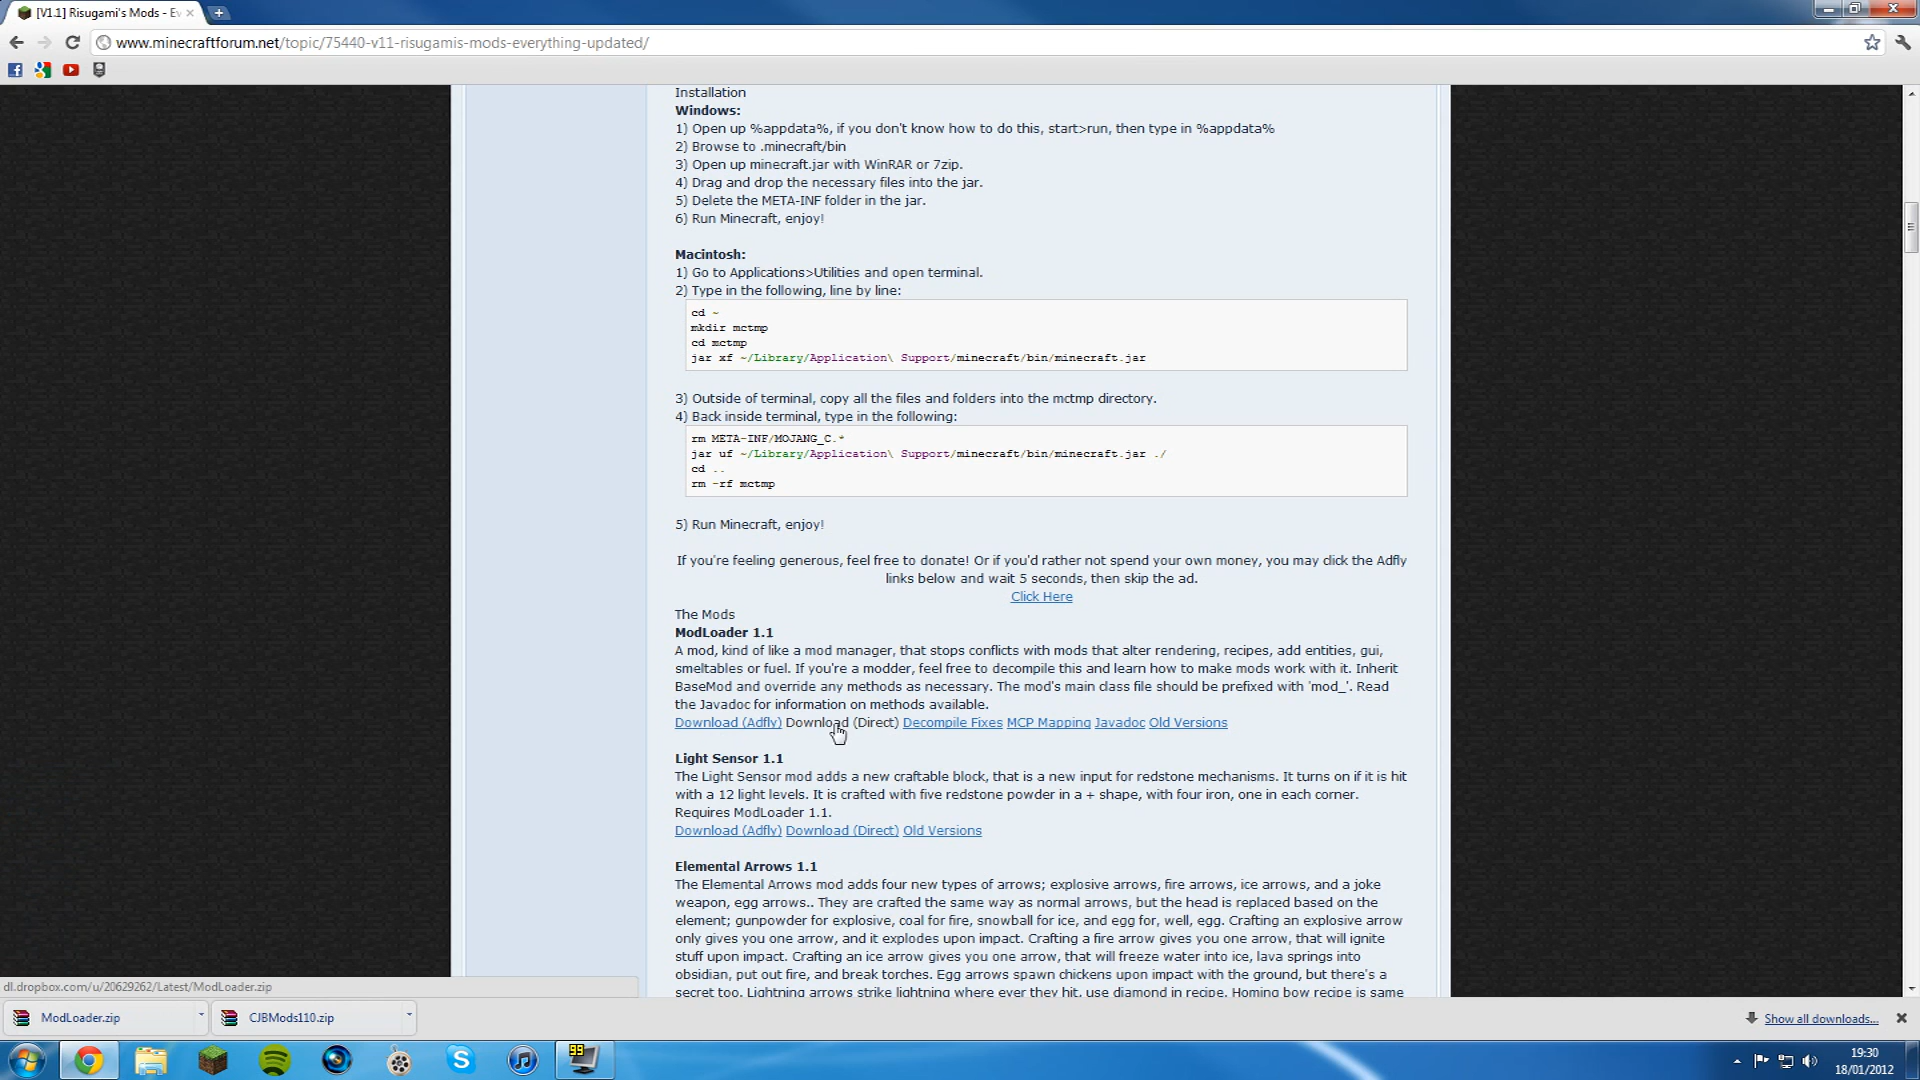 [V1.1] Risugami's Mods - Ev
www.minecraftforum.net/topic/75440-v11-risugamis-mods-everything-updated/
Installation
Windows:
1) Open up %appdata%, if you don't know how to do this, start>run, then type in %appdata%
2) Browse to .minecraft/bin
3) Open up minecraft.jar with WinRAR or 7zip.
4) Drag and drop the necessary files into the jar.
5) Delete the META-INF folder in the jar.
6) Run Minecraft, enjoy!
Macintosh:
1) Go to Applications>Utilities and open terminal.
2) Type in the following, line by line:
cd ~
mkdir mctmp
cd mctmp
jar xf ~/Library/Application\ Support/minecraft/bin/minecraft.jar
3) Outside of terminal, copy all the files and folders into the mctmp directory.
4) Back inside terminal, type in the following:
rm META-INF/MOJANG_C.*
jar uf ~/Library/Application\ Support/minecraft/bin/minecraft.jar ./
cd ..
rm -rf mctmp
5) Run Minecraft, enjoy!
If you're feeling generous, feel free to donate! Or if you'd rather not spend your own money, you may click the Adfly
links below and wait 5 seconds, then skip the ad.
Click Here
The Mods
ModLoader 1.1
A mod, kind of like a mod manager, that stops conflicts with mods that alter rendering, recipes, add entities, gui,
smeltables or fuel. If you're a modder, feel free to decompile this and learn how to make mods work with it. Inherit
BaseMod and override any methods as necessary. The mod's main class file should be prefixed with 'mod_'. Read
the Javadoc for information on methods available.
Download (Adfly) Download (Direct) Decompile Fixes MCP Mapping Javadoc Old Versions
Light Sensor 1.1
The Light Sensor mod adds a new craftable block, that is a new input for redstone mechanisms. It turns on if it is hit
with a 12 light levels. It is crafted with five redstone powder in a + shape, with four iron, one in each corner.
Requires ModLoader 1.1.
Download (Adfly) Download (Direct) Old Versions
Elemental Arrows 1.1
The Elemental Arrows mod adds four new types of arrows; explosive arrows, fire arrows, ice arrows, and a joke
weapon, egg arrows.. They are crafted the same way as normal arrows, but the head is replaced based on the
element; gunpowder for explosive, coal for fire, snowball for ice, and egg for, well, egg. Crafting an explosive arrow
only gives you one arrow, and it explodes upon impact. Crafting a fire arrow gives you one arrow, that will ignite
stuff upon impact. Crafting an ice arrow gives you one arrow, that will freeze water into ice, lava springs into
obsidian, put out fire, and break torches. Egg arrows spawn chickens upon impact with the ground, but there's a
secret too. Lightning arrows strike lightning where ever they hit, use diamond in recipe. Homing bow recipe is same
dl.dropbox.com/u/20629262/Latest/ModLoader.zip
ModLoader.zip
CJBMods110.zip
Show all downloads...
99
19:30
18/01/2012